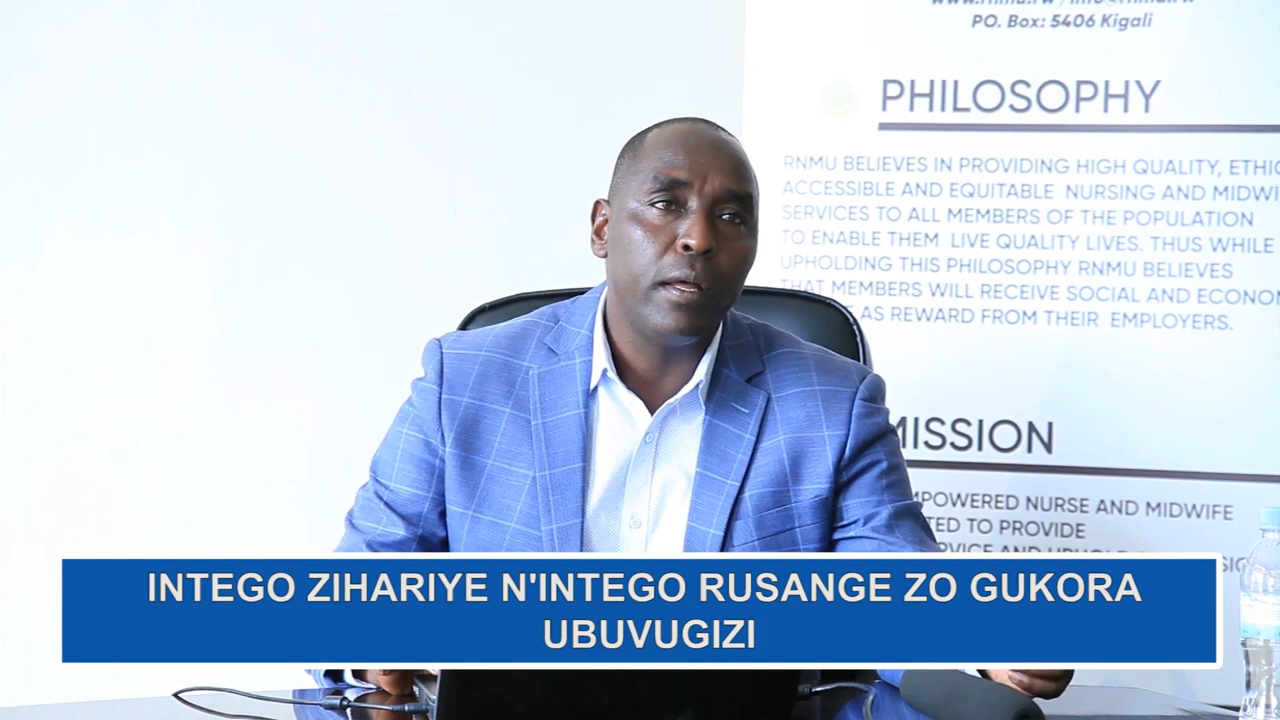 PO. Box: 5406 Kigali
PHILOSOPHY
RNMU BELIEVES IN PROVIDING HIGH QUALITY,
ACCESSIBLE AND EQUITABLE NURSING AND
SERVICES TO ALL MEMBERS OF THE POPULATION
TO ENABLE THEM LIVE QUALITY LIVES. THUS WHILE
UPHOLDING THIS PHILOSOPHY RNMU BELIEVES
THAT MEMBERS WILL RECEIVE SOCIAL AND
AS REWARD FROM THEIR EMPLOYERS.
MISSION
NURSE AND MIDWIFE
TO PROVIDE
INTEGO ZIHARIYE N'INTEGO RUSANGE ZO GUKORA
UBUVUGIZI